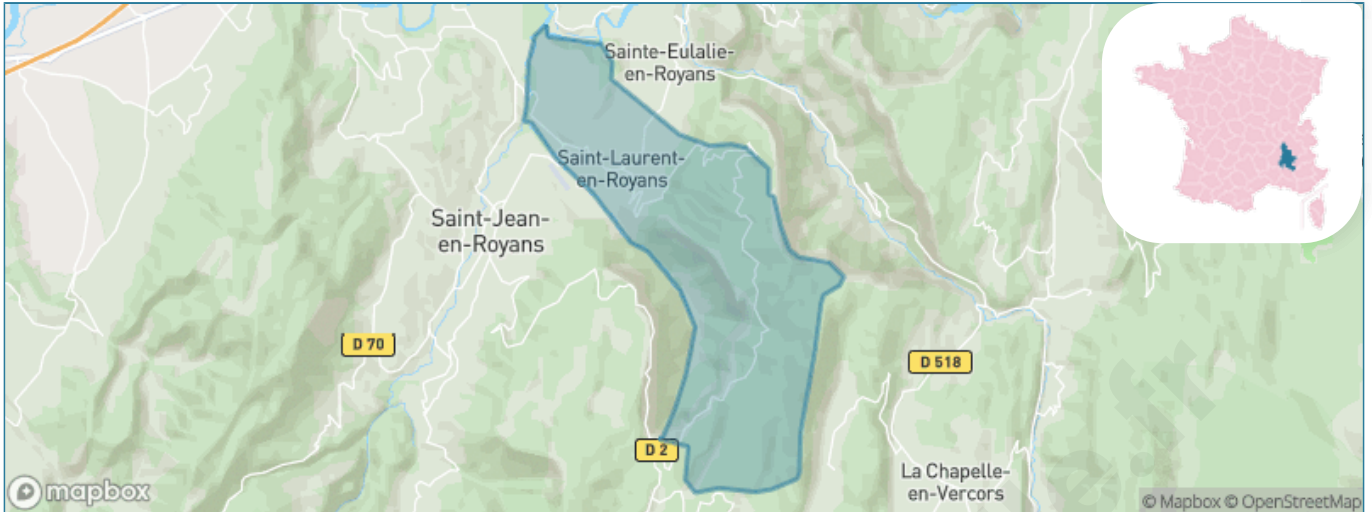 Sainte-Eulalie-
en-Royans
Saint-Laurent-
en-Royans
Saint-Jean-
en-Royans
D 70
D 518
D 2
La Chapelle-
en-Vercors
mapbox
© Mapbox © OpenStreetMap